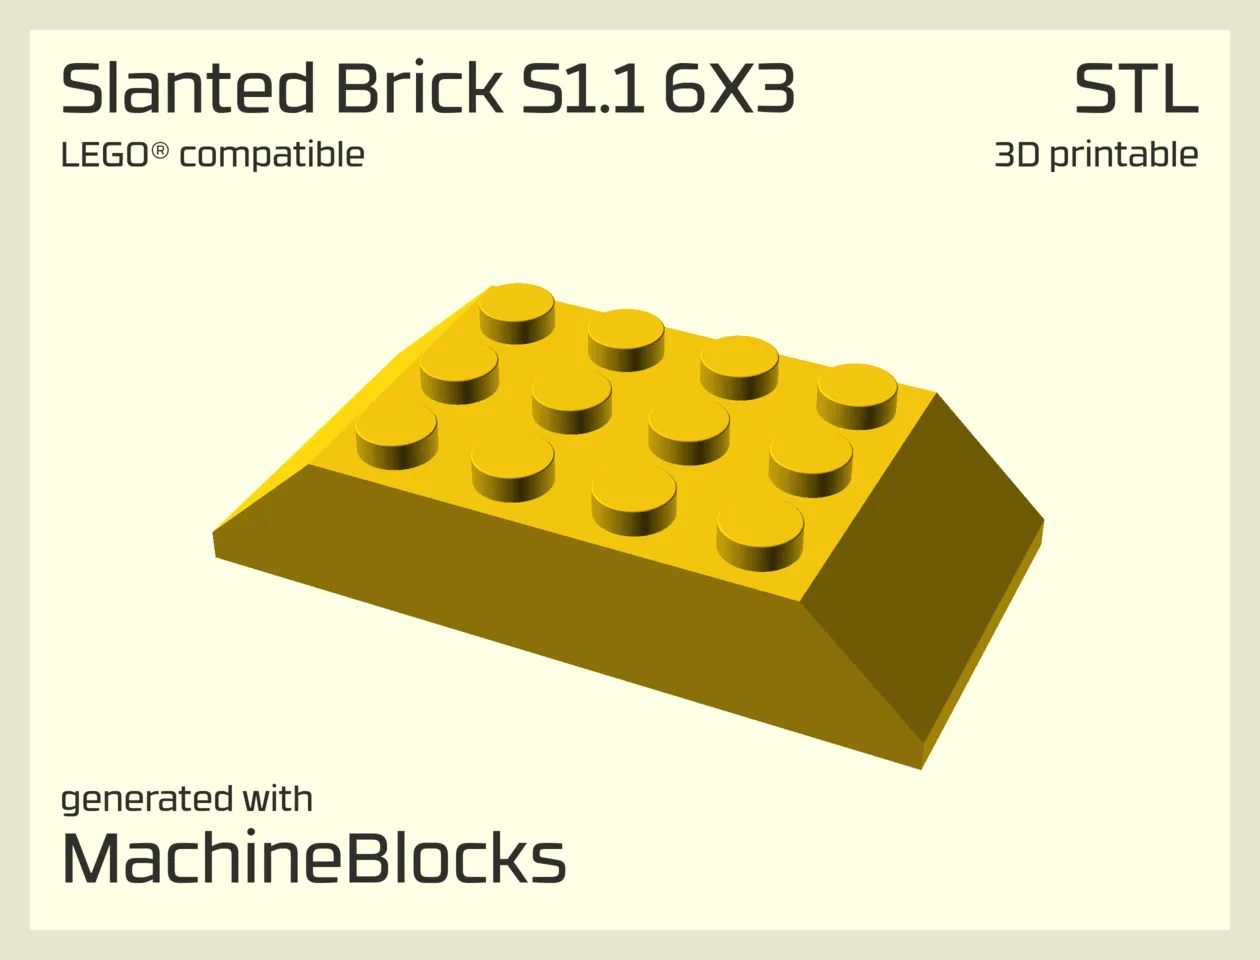 Slanted Brick S1.1 6X3
STL
LEGO® compatible
3D printable
generated with
MachineBlocks